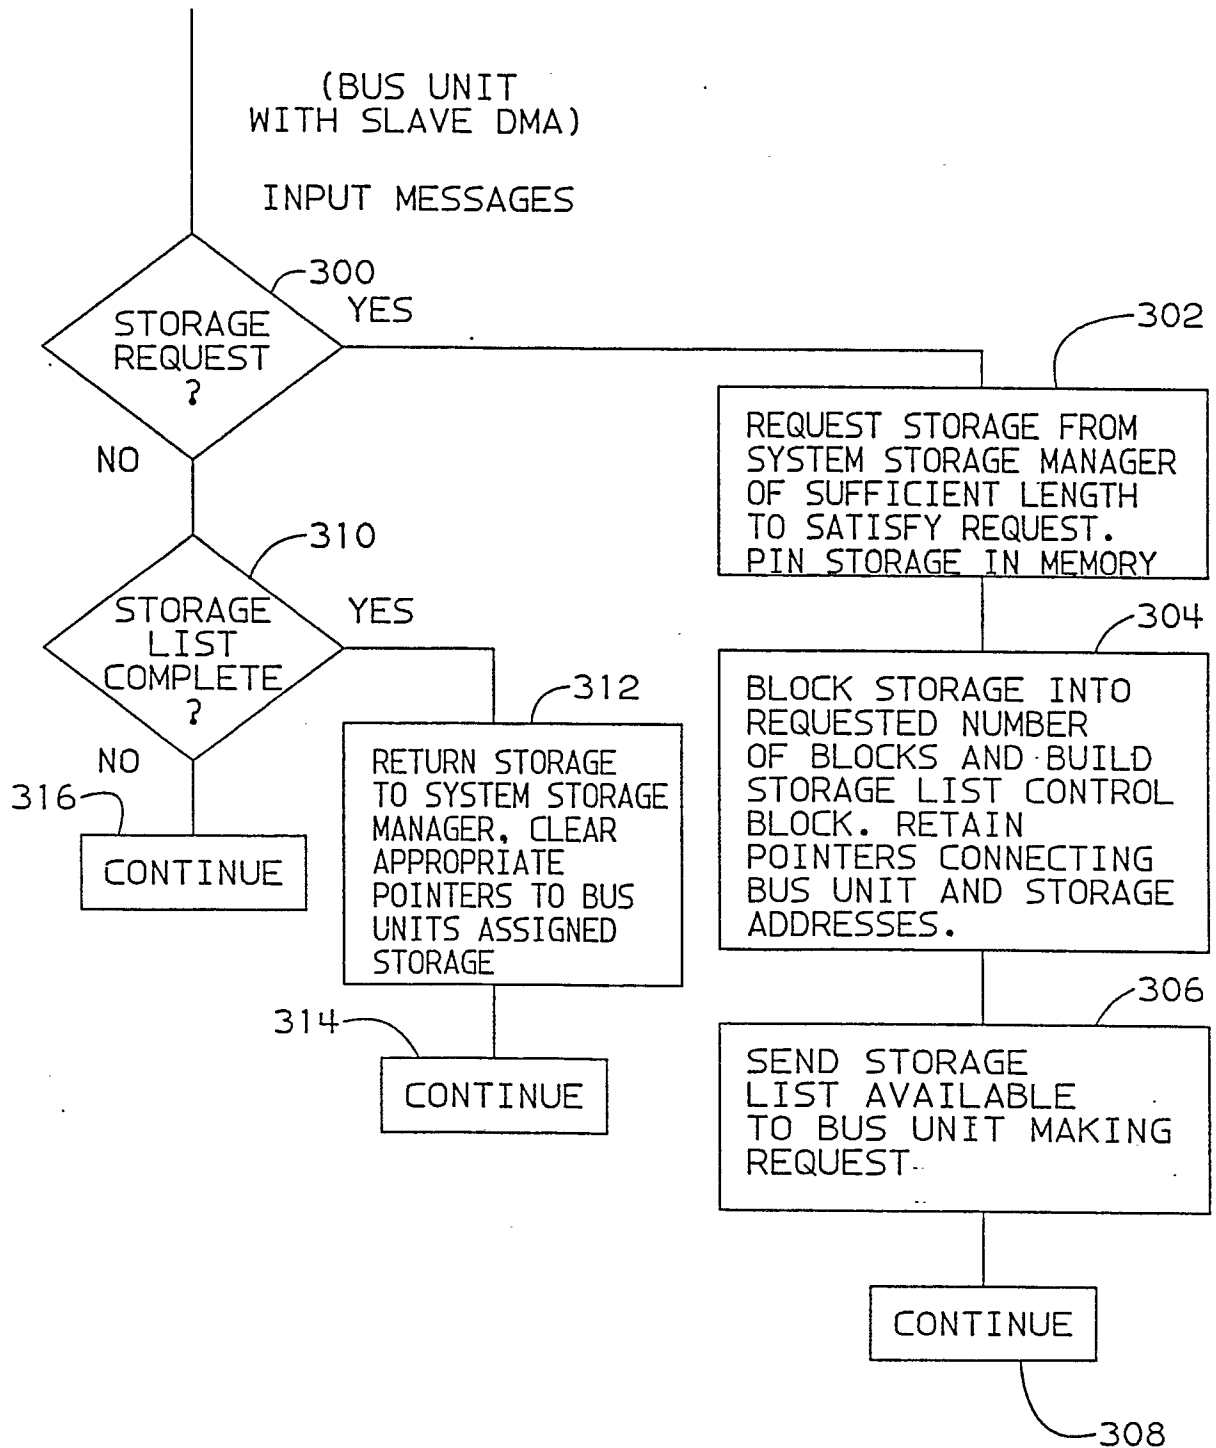 (BUS UNIT
WITH SLAVE DMA)
INPUT MESSAGES
300
STORAGE
REQUEST
?
YES
NO
302
REQUEST STORAGE FROM
SYSTEM STORAGE MANAGER
OF SUFFICIENT LENGTH
TO SATISFY REQUEST.
PIN STORAGE IN MEMORY
310
STORAGE
LIST
COMPLETE
?
YES
NO
304
BLOCK STORAGE INTO
REQUESTED NUMBER
OF BLOCKS AND BUILD
STORAGE LIST CONTROL
BLOCK. RETAIN
POINTERS CONNECTING
BUS UNIT AND STORAGE
ADDRESSES.
312
RETURN STORAGE
TO SYSTEM STORAGE
MANAGER. CLEAR
APPROPRIATE
POINTERS TO BUS
UNITS ASSIGNED
STORAGE
316
CONTINUE
314
CONTINUE
306
SEND STORAGE
LIST AVAILABLE
TO BUS UNIT MAKING
REQUEST
CONTINUE
308